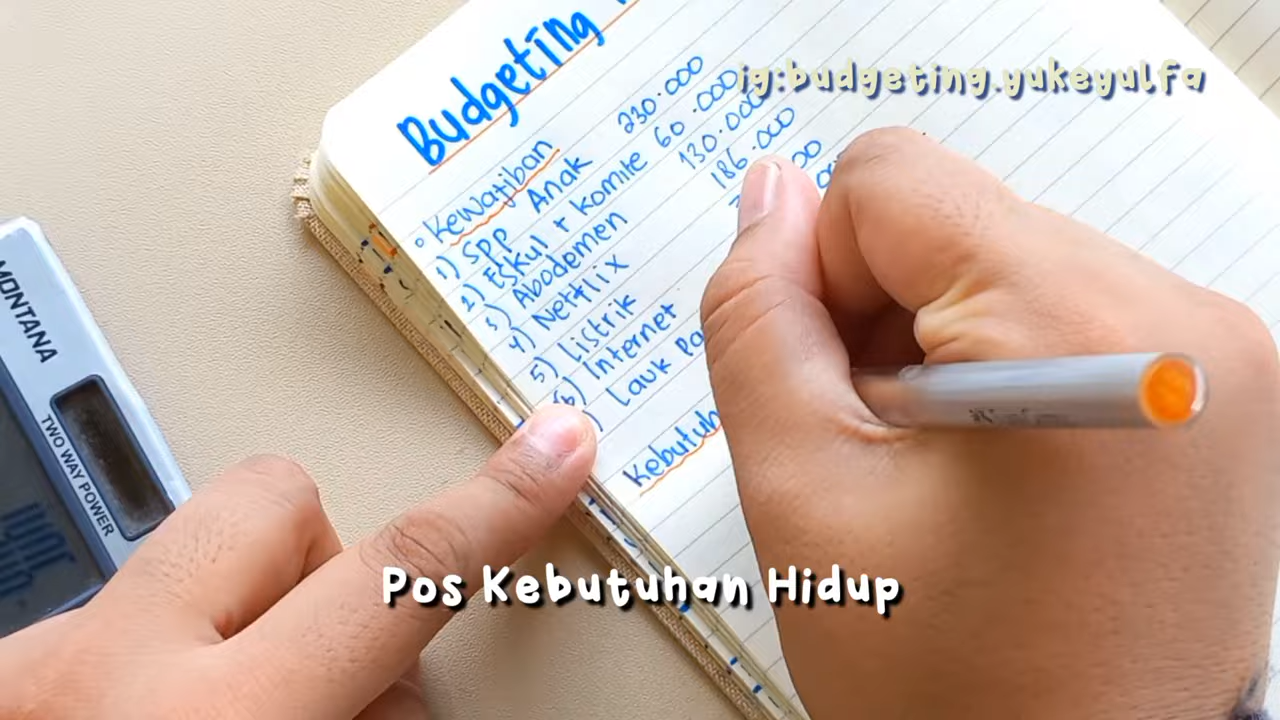 Budgeting
ig:budgeting.yukeyulfa
• Kewajiban
1) SPP Anak 230.000
2) Eskul + komite 60.000
3) Abodemen 130.000
4) Netflix 186.000
5) Listrik
6) Internet
Lauk
Kebutuh
MONTANA
TWO WAY POWER
Pos Kebutuhan Hidup